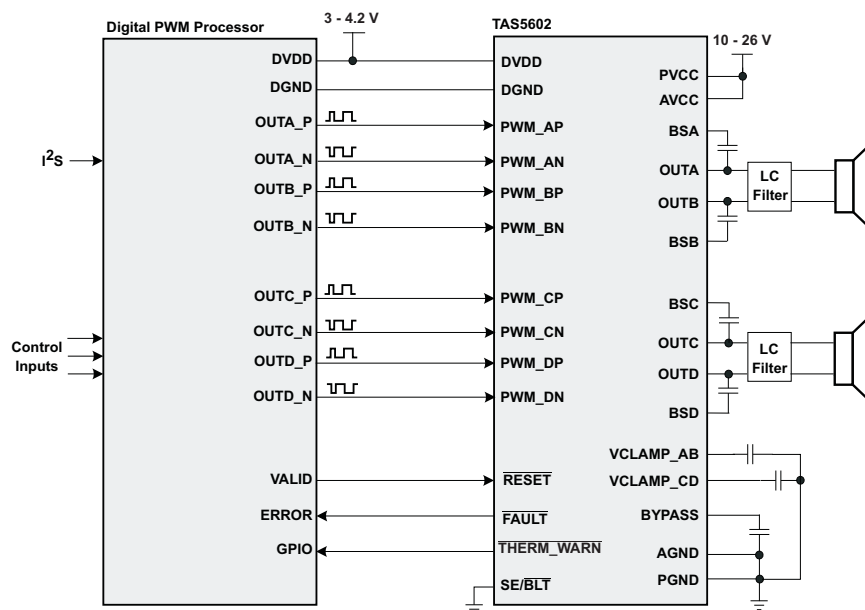 Digital PWM Processor
3 - 4.2 V
TAS5602
10 - 26 V
DVDD
DGND
OUTA_P
OUTA_N
OUTB_P
OUTB_N
OUTC_P
OUTC_N
OUTD_P
OUTD_N
VALID
ERROR
GPIO
I²S
Control
Inputs
DVDD
DGND
PWM_AP
PWM_AN
PWM_BP
PWM_BN
PWM_CP
PWM_CN
PWM_DP
PWM_DN
RESET
FAULT
THERM_WARN
SE/BLT
PVCC
AVCC
BSA
OUTA
OUTB
BSB
BSC
OUTC
OUTD
BSD
VCLAMP_AB
VCLAMP_CD
BYPASS
AGND
PGND
LC
Filter
LC
Filter